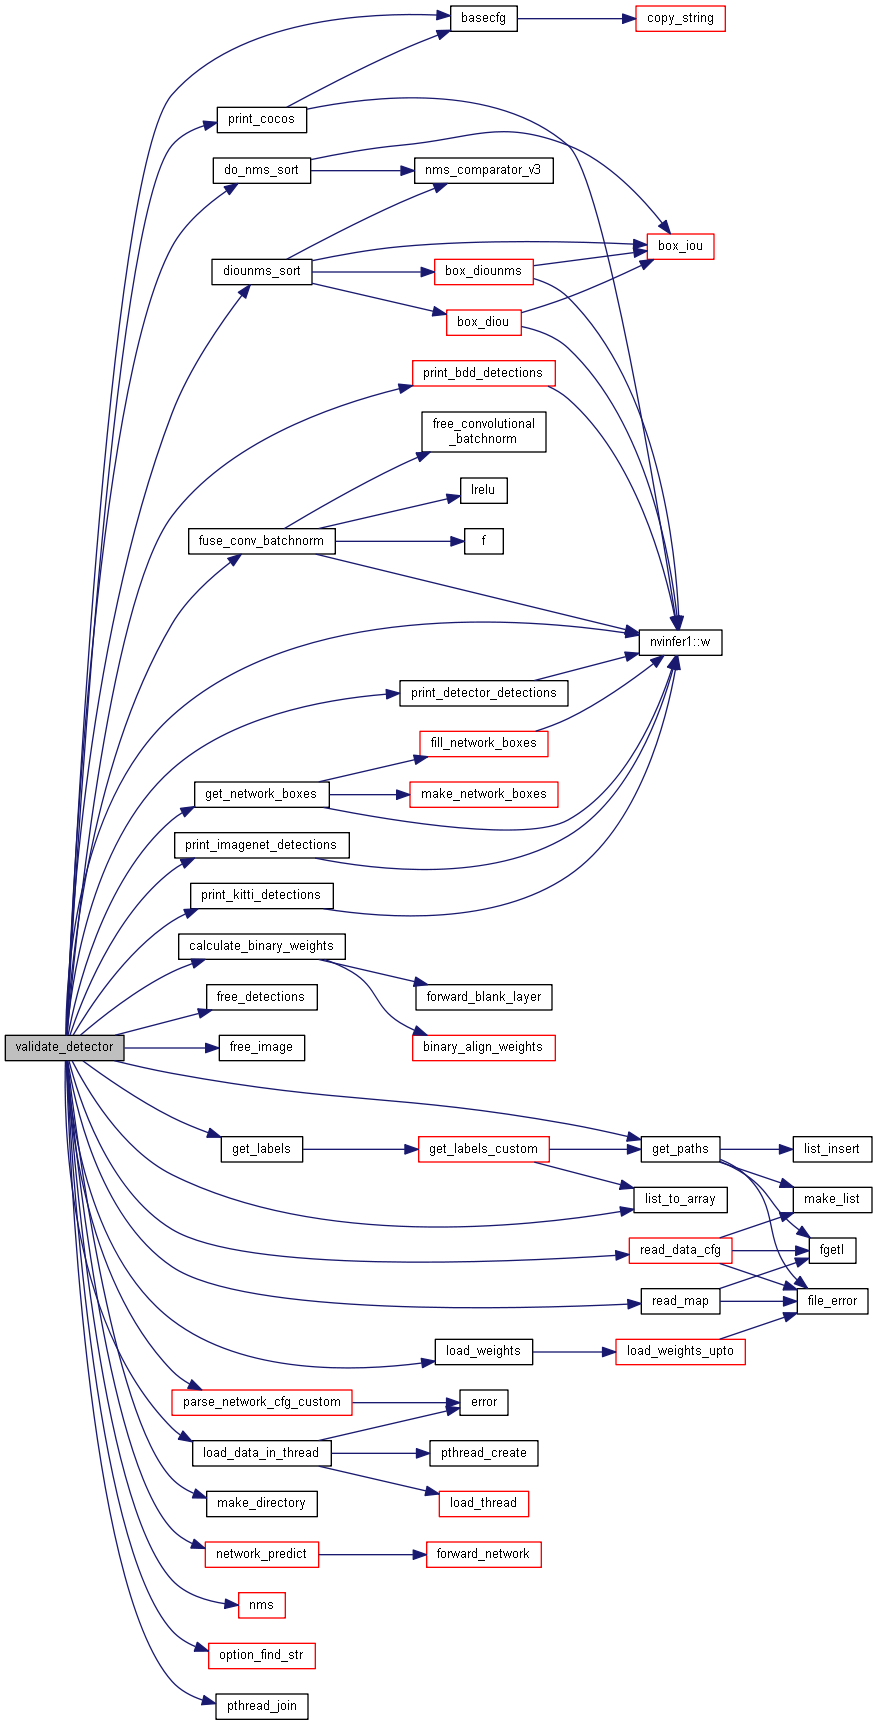 basecfg
copy_string
print_cocos
do_nms_sort
nms_comparator_v3
box_iou
diounms_sort
box_diounms
box_diou
print_bdd_detections
free_convolutional
_batchnorm
lrelu
fuse_conv_batchnorm
f
nvinfer1::w
print_detector_detections
fill_network_boxes
get_network_boxes
make_network_boxes
print_imagenet_detections
print_kitti_detections
calculate_binary_weights
free_detections
forward_blank_layer
validate_detector
free_image
binary_align_weights
get_labels
get_labels_custom
get_paths
list_insert
list_to_array
make_list
read_data_cfg
fgetl
read_map
file_error
load_weights
load_weights_upto
parse_network_cfg_custom
error
load_data_in_thread
pthread_create
make_directory
load_thread
network_predict
forward_network
nms
option_find_str
pthread_join